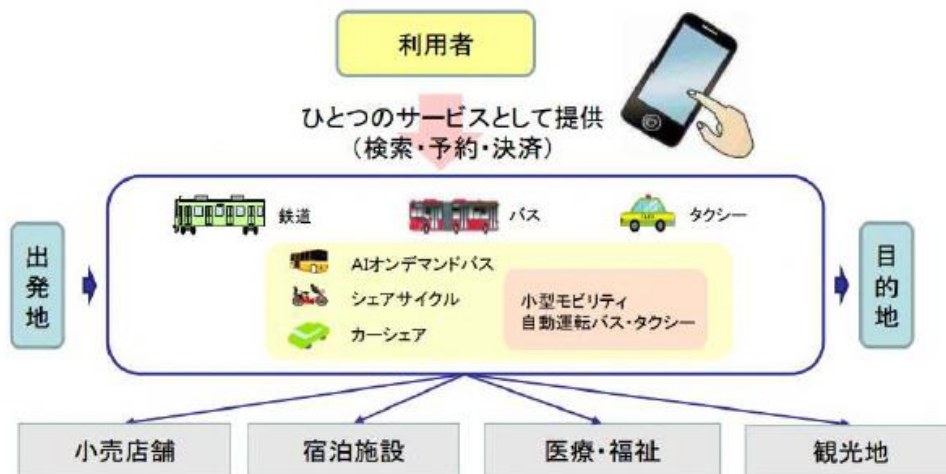 利用者
ひとつのサービスとして提供
(検索・予約・決済)
鉄道
バス
タクシー
出発地
AIオンデマンドバス
シェアサイクル
カーシェア
小型モビリティ
自動運転バス・タクシー
目的地
小売店舗
宿泊施設
医療・福祉
観光地